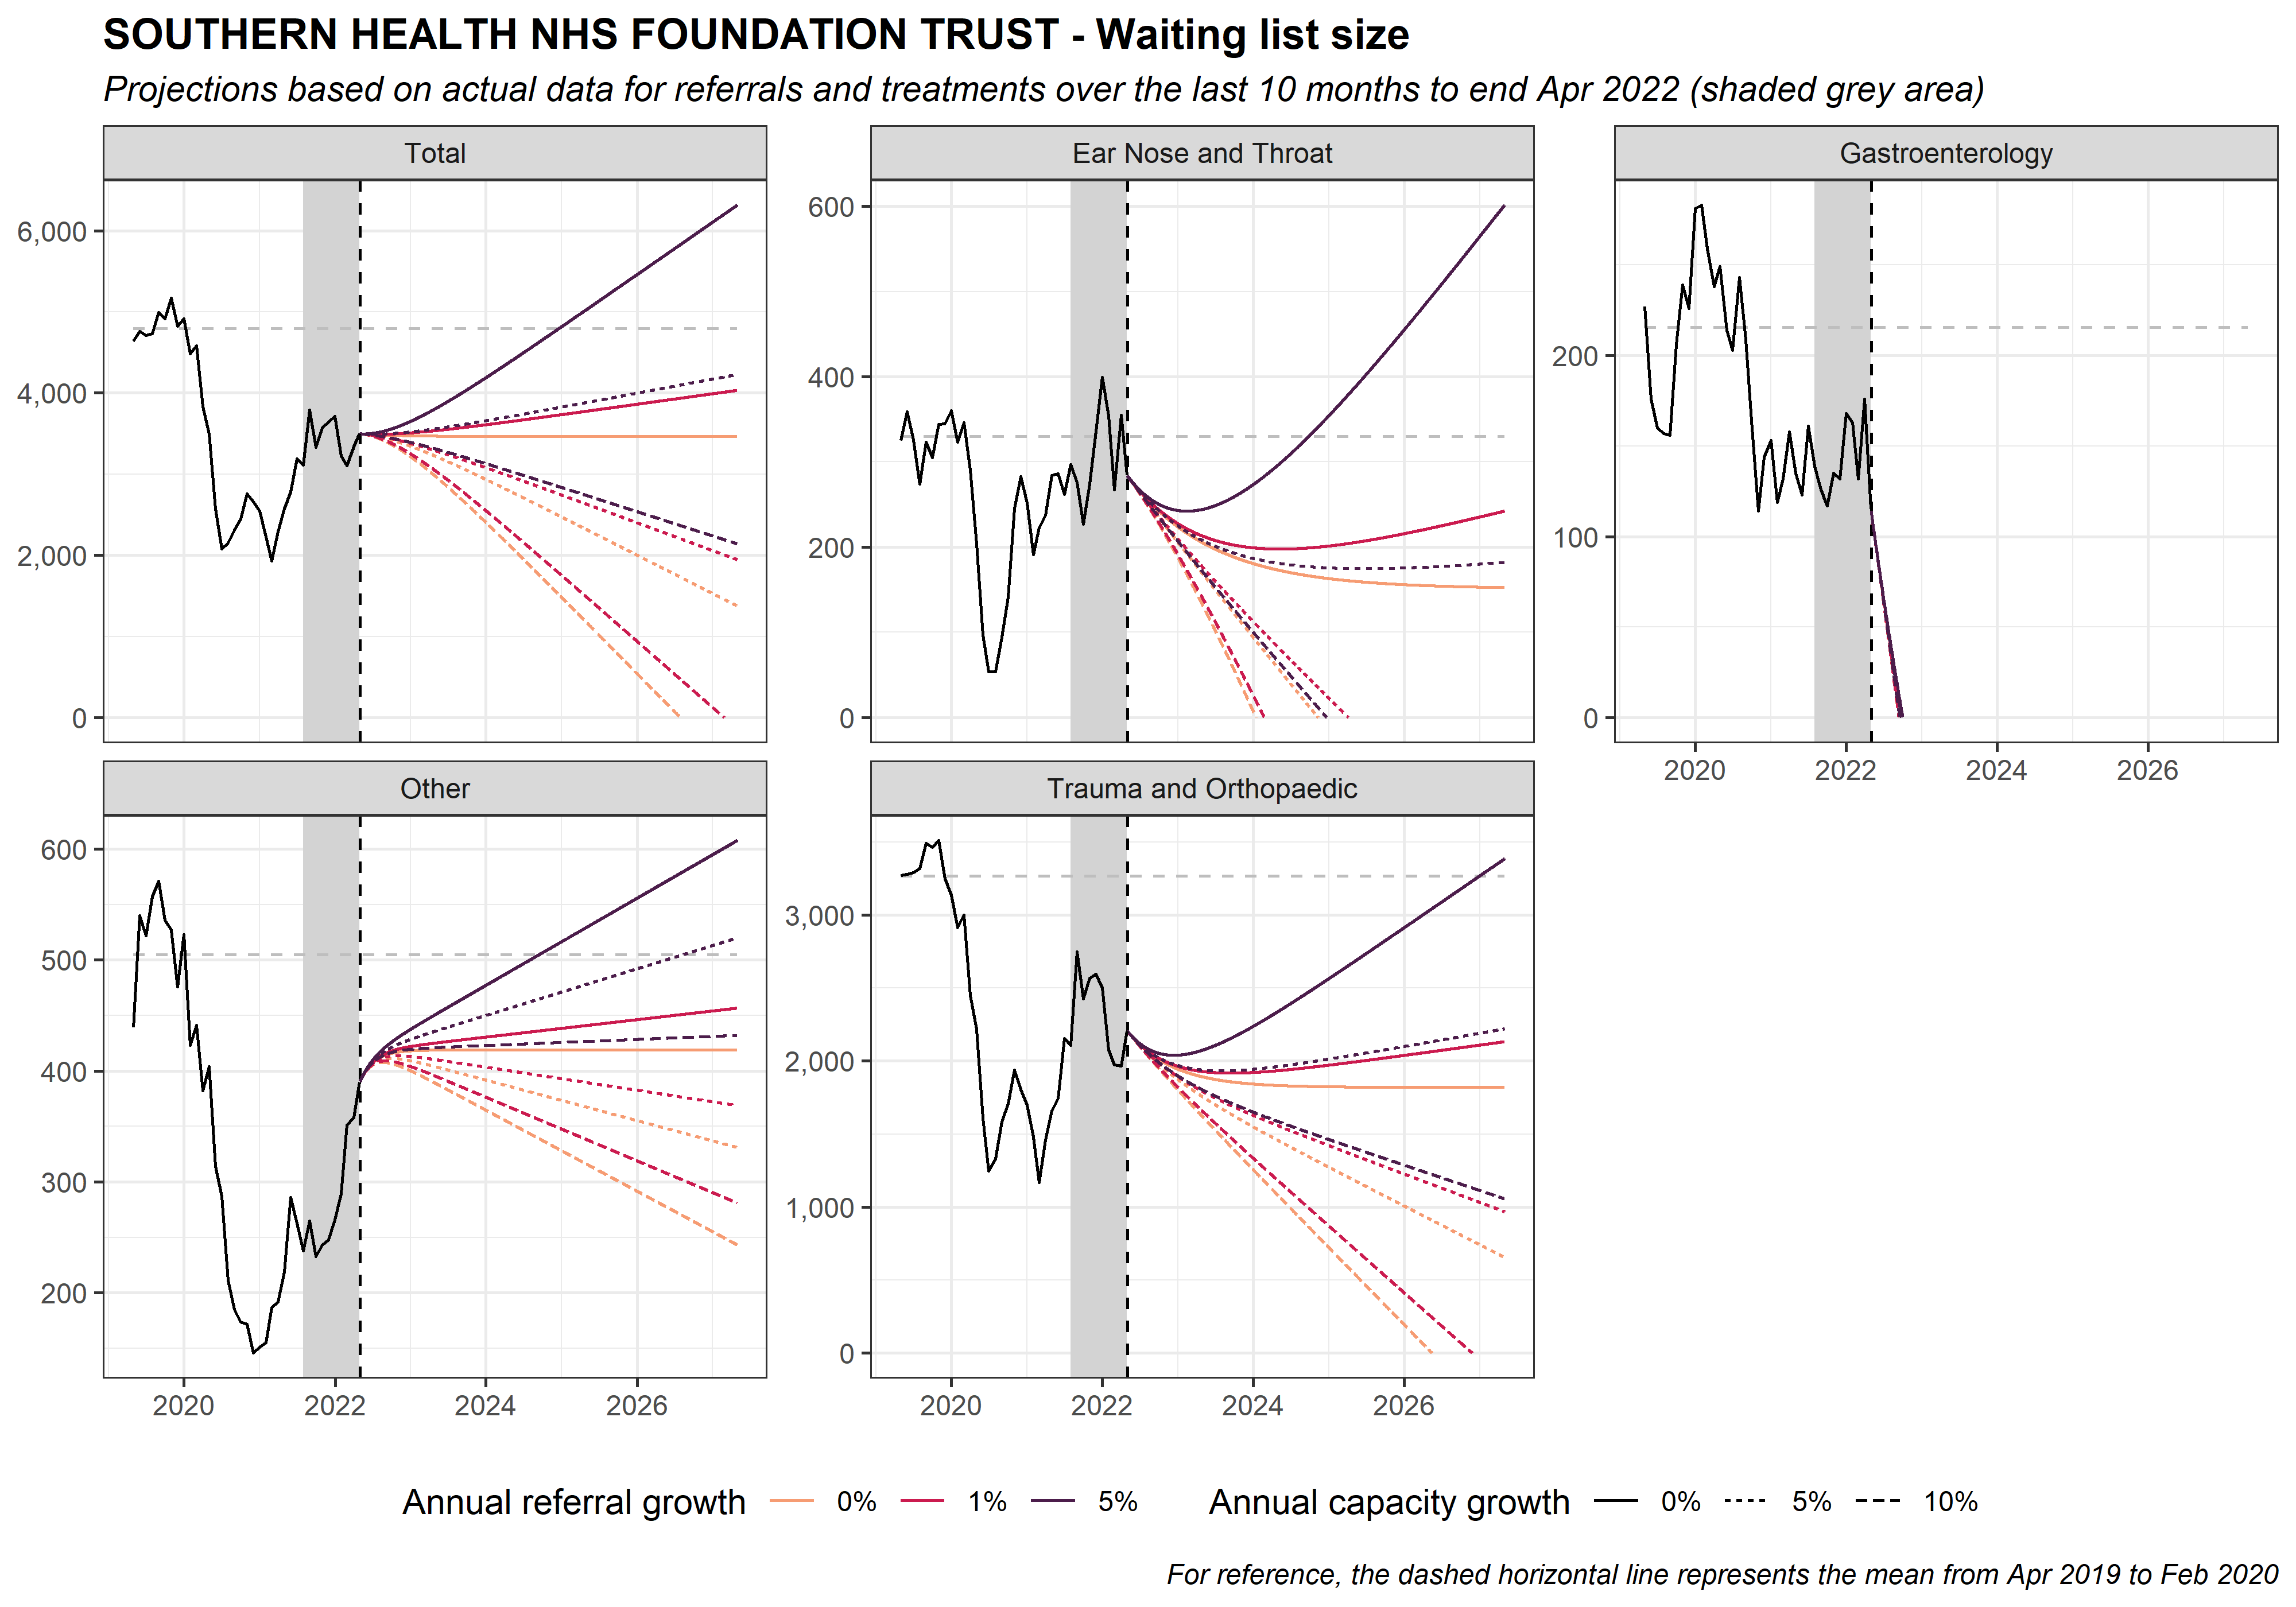 SOUTHERN HEALTH NHS FOUNDATION TRUST - Waiting list size
Projections based on actual data for referrals and treatments over the last 10 months to end Apr 2022 (shaded grey area)
Total
6,000
4,000
2,000
0
Ear Nose and Throat
600
400
200
0
Gastroenterology
200
100
0
2020 2022 2024 2026
Other
600
500
400
300
200
2020 2022 2024 2026
Trauma and Orthopaedic
3,000
2,000
1,000
0
2020 2022 2024 2026
Annual referral growth 0% 1% 5% Annual capacity growth 0% 5% 10%
For reference, the dashed horizontal line represents the mean from Apr 2019 to Feb 2020